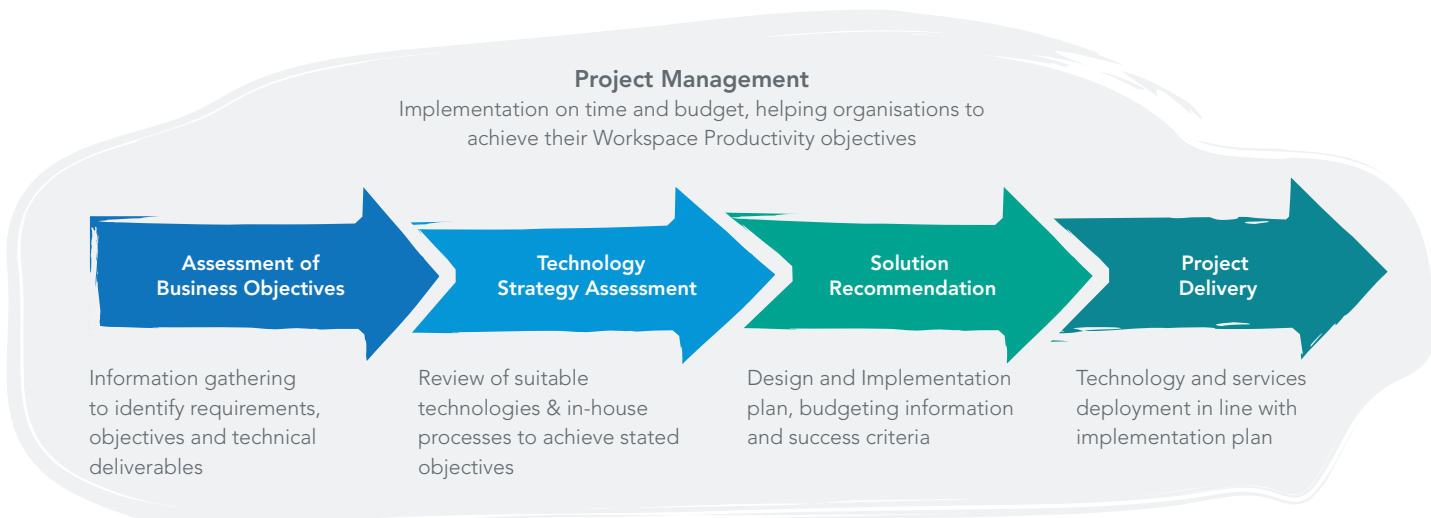 Project Management
Implementation on time and budget, helping organisations to
achieve their Workspace Productivity objectives
Assessment of
Business Objectives
Information gathering
to identify requirements,
objectives and technical
deliverables
Technology
Strategy Assessment
Review of suitable
technologies & in-house
processes to achieve stated
objectives
Solution
Recommendation
Design and Implementation
plan, budgeting information
and success criteria
Project
Delivery
Technology and services
deployment in line with
implementation plan